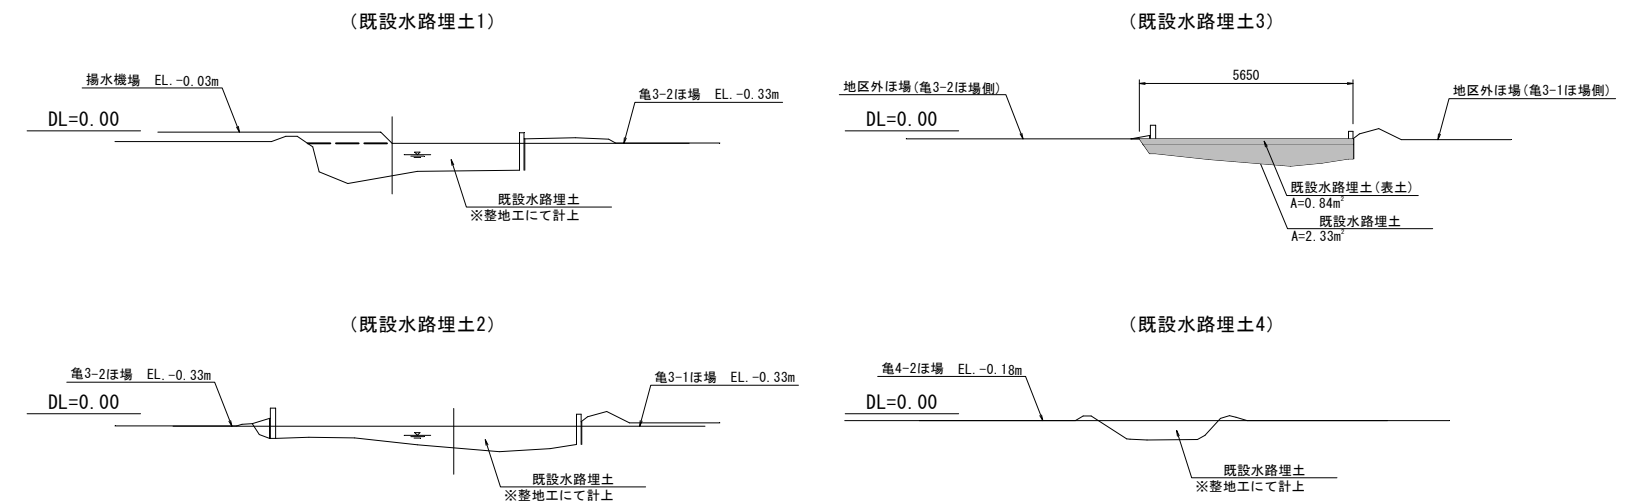 (既設水路埋土1)
揚水機場 EL.-0.03m
亀3-2ほ場 EL.-0.33m
DL=0.00
既設水路埋土
※整地工にて計上
(既設水路埋土3)
5650
地区外ほ場(亀3-2ほ場側)
地区外ほ場(亀3-1ほ場側)
DL=0.00
既設水路埋土(表土)
A=0.84m²
既設水路埋土
A=2.33m²
(既設水路埋土2)
亀3-2ほ場 EL.-0.33m
亀3-1ほ場 EL.-0.33m
DL=0.00
既設水路埋土
※整地工にて計上
(既設水路埋土4)
亀4-2ほ場 EL.-0.18m
DL=0.00
既設水路埋土
※整地工にて計上